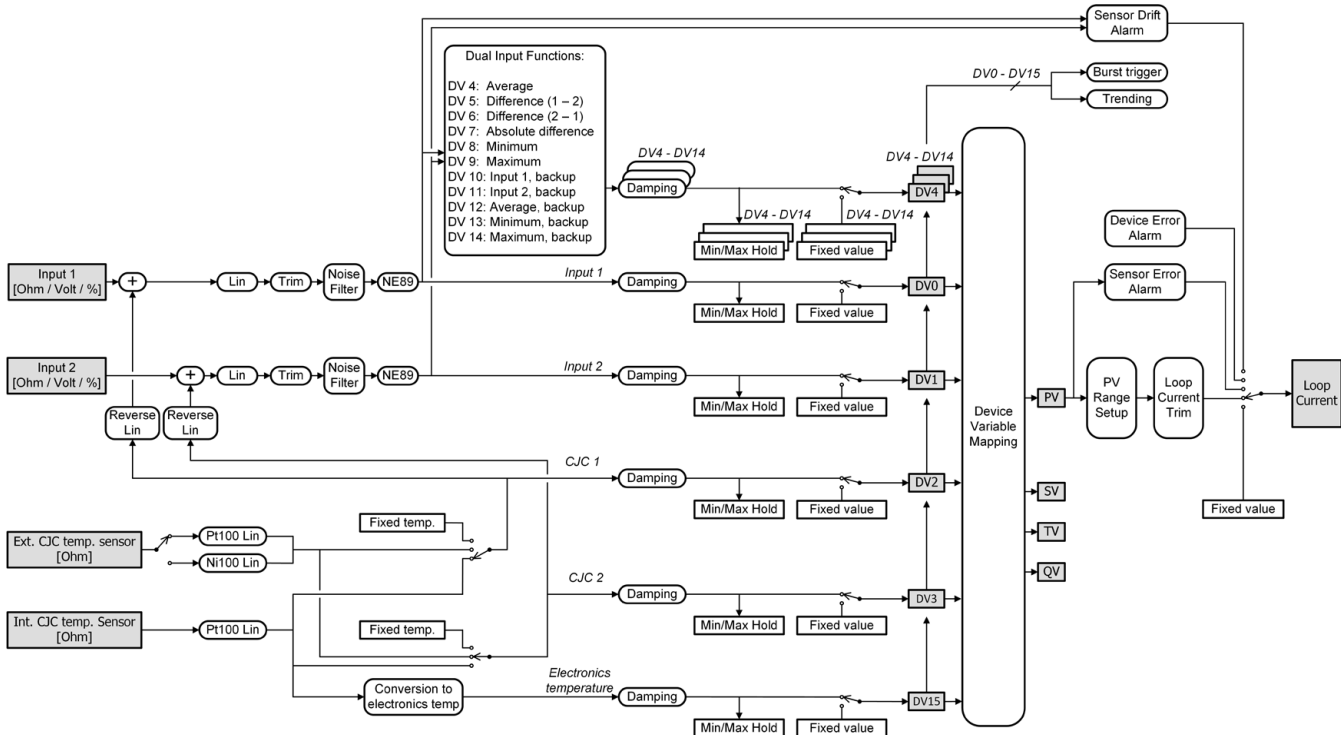 Sensor Drift
Alarm
Dual Input Functions:
DV 4: Average
DV 5: Difference (1 – 2)
DV 6: Difference (2 – 1)
DV 7: Absolute difference
DV 8: Minimum
DV 9: Maximum
DV 10: Input 1, backup
DV 11: Input 2, backup
DV 12: Average, backup
DV 13: Minimum, backup
DV 14: Maximum, backup
DV0 - DV15
Burst trigger
Trending
DV4 - DV14
Damping
DV4 - DV14
DV4
DV4 - DV14
Min/Max Hold
DV4 - DV14
Fixed value
Device Error
Alarm
Sensor Error
Alarm
Input 1
[Ohm / Volt / %]
+
Lin
Trim
Noise
Filter
NE89
Input 1
Damping
Min/Max Hold
Fixed value
DV0
Input 2
[Ohm / Volt / %]
+
Lin
Trim
Noise
Filter
NE89
Input 2
Damping
Min/Max Hold
Fixed value
DV1
Reverse
Lin
Reverse
Lin
Device
Variable
Mapping
PV
PV
Range
Setup
Loop
Current
Trim
Loop
Current
Fixed value
SV
TV
QV
CJC 1
Damping
Min/Max Hold
Fixed value
DV2
Ext. CJC temp. sensor
[Ohm]
Pt100 Lin
Ni100 Lin
Fixed temp.
CJC 2
Damping
Min/Max Hold
Fixed value
DV3
Int. CJC temp. Sensor
[Ohm]
Pt100 Lin
Fixed temp.
Conversion to
electronics temp
Electronics
temperature
Damping
Min/Max Hold
Fixed value
DV15